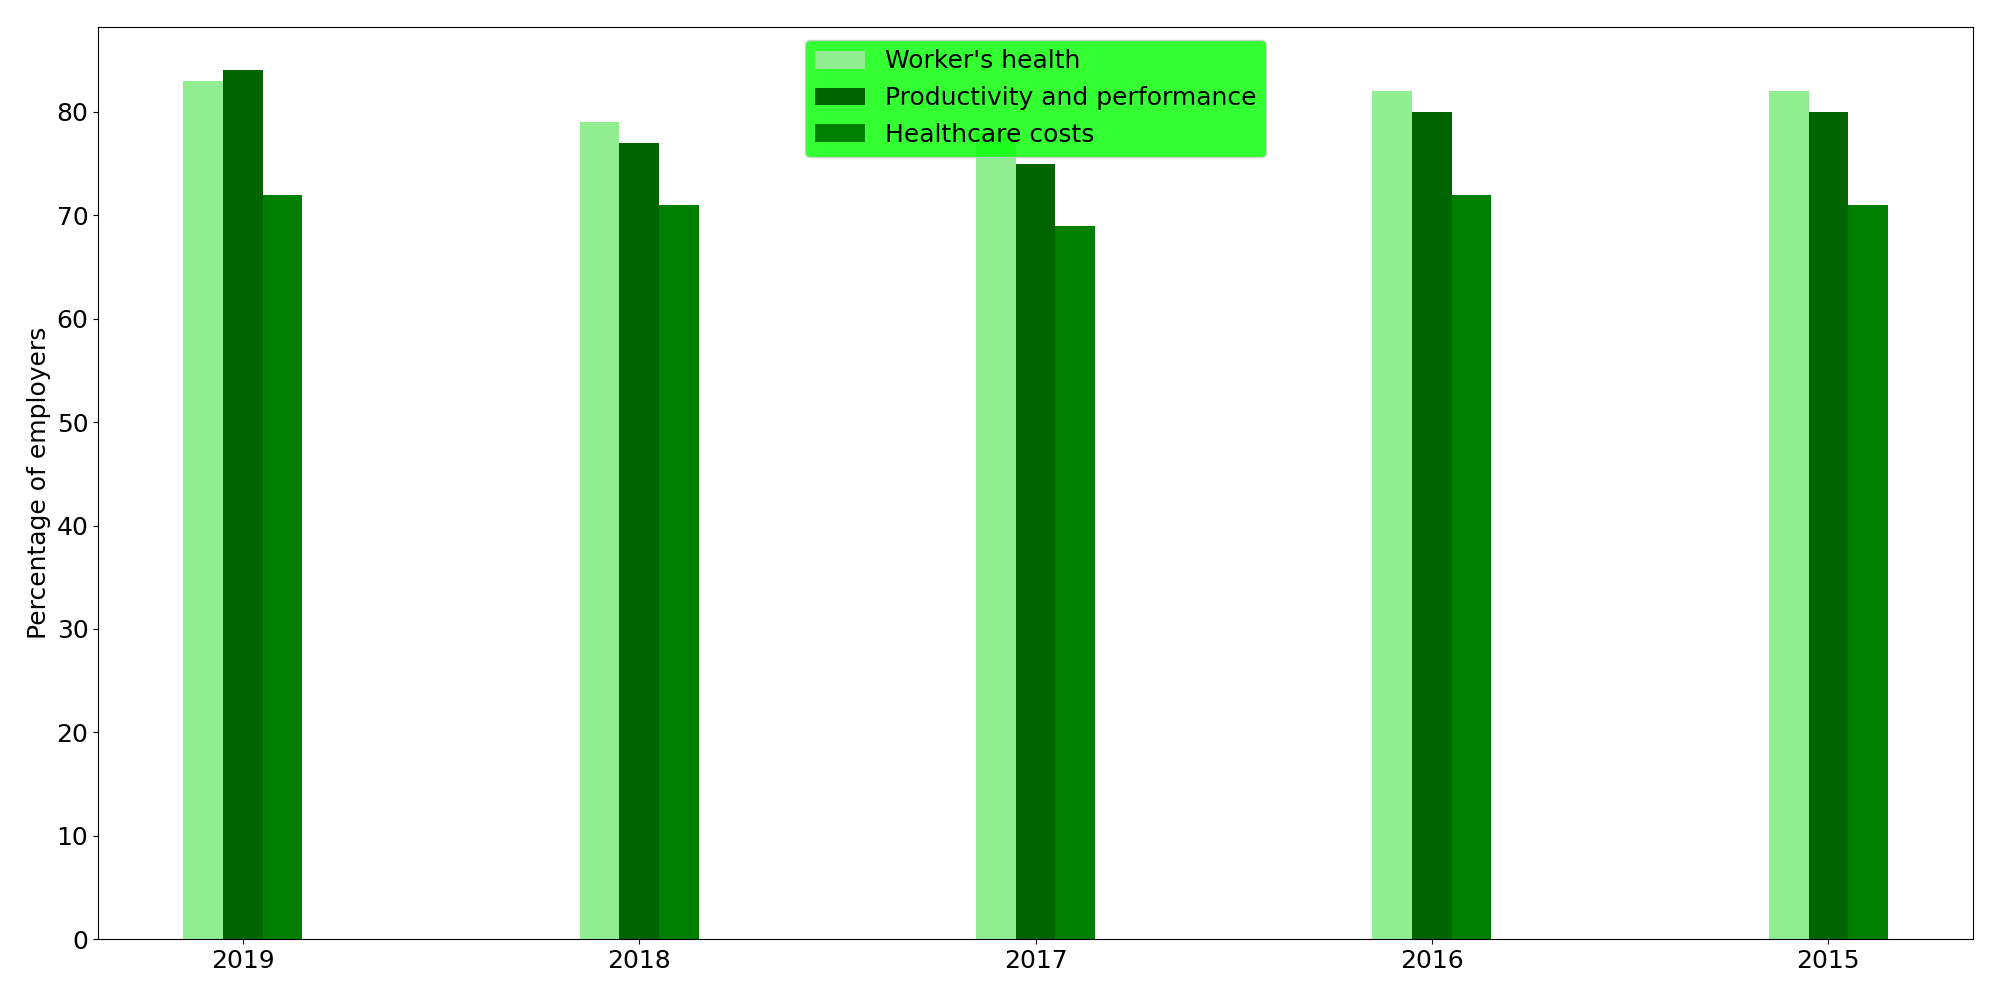 Worker's health
Productivity and performance
Healthcare costs
Percentage of employers
80
70
60
50
40
30
20
10
0
2019 2018 2017 2016 2015